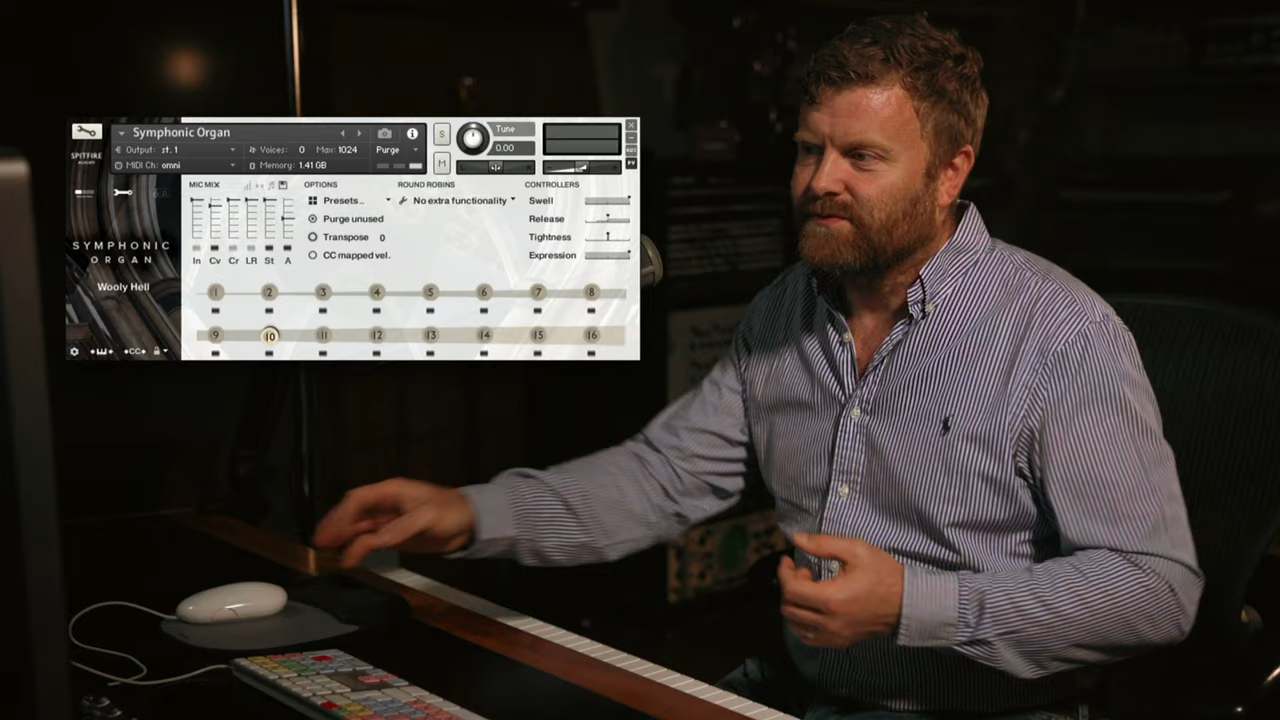 Symphonic Organ
Output: st. 1 Voices: 0 Max: 1024 Purge
MIDI Ch: omni Memory: 1.41 GB
S
M
Tune
0.00
L R
SPITFIRE
SYMPHONIC
ORGAN
Wooly Hell
CC
MIC MIX OPTIONS ROUND ROBINS CONTROLLERS
Presets... No extra functionality Swell
Purge unused Release
Transpose 0 Tightness
In Cv Cr LR St A CC mapped vel. Expression
1 2 3 4 5 6 7 8
9 10 11 12 13 14 15 16